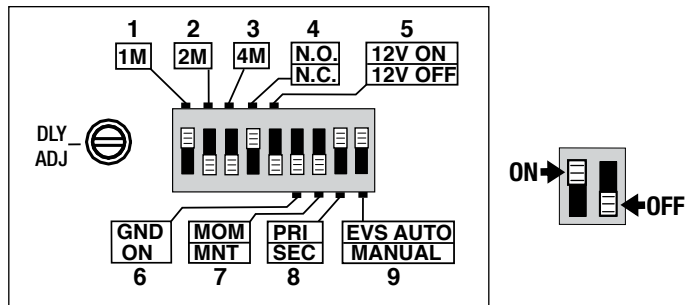 1 2 3 4 5
1M 2M 4M N.O. 12V ON
N.C. 12V OFF
DLY
ADJ
ON
OFF
GND MOM PRI EVS AUTO
ON MNT SEC MANUAL
6 7 8 9